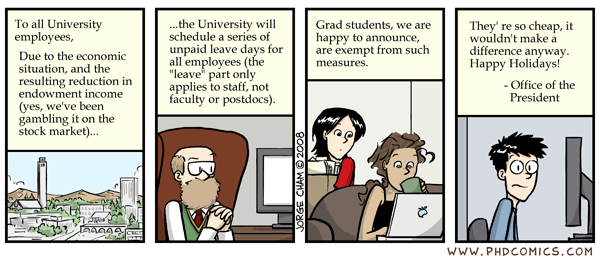 To all University
employees,
Due to the economic
situation, and the
resulting reduction in
endowment income
(yes, we've been
gambling it on the
stock market)...
...the University will
schedule a series of
unpaid leave days for
all employees (the
"leave" part only
applies to staff, not
faculty or postdocs).
Grad students, we are
happy to announce,
are exempt from such
measures.
They' re so cheap, it
wouldn't make a
difference anyway.
Happy Holidays!
- Office of the
President
JORGE CHAM © 2008
WWW.PHDCOMICS.COM